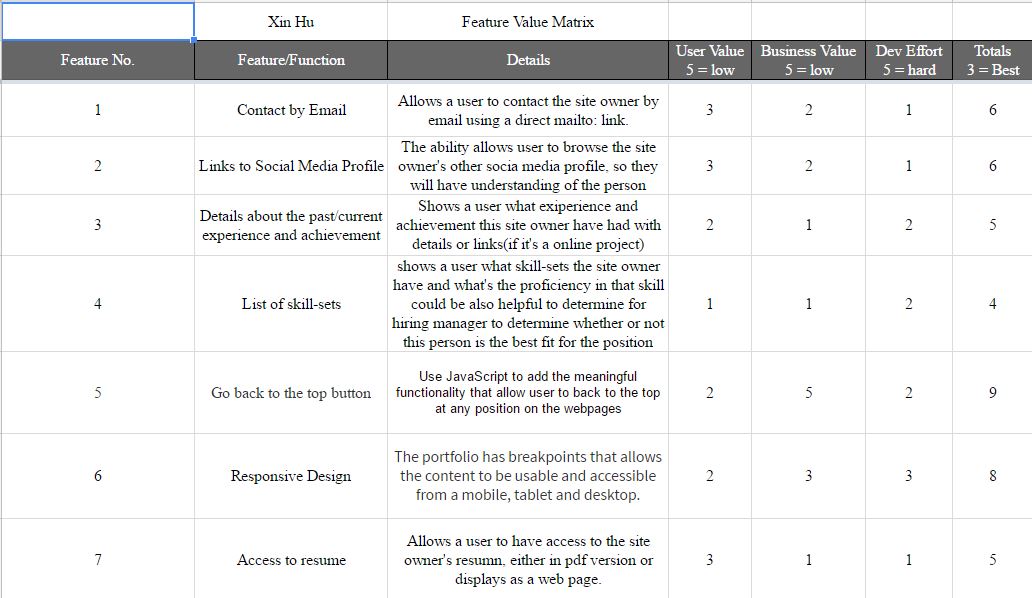 Xin Hu Feature Value Matrix
Feature No. Feature/Function Details User Value Business Value Dev Effort Totals
5 = low 5 = low 5 = hard 3 = Best
1 Contact by Email Allows a user to contact the site owner by 3 2 1 6
email using a direct mailto: link.
The ability allows user to browse the site
2 Links to Social Media Profile owner's other socia media profile, so they 3 2 1 6
will have understanding of the person
Shows a user what exiperience and
3 Details about the past/current achievement this site owner have had with 2 1 2 5
experience and achievement details or links(if it's a online project)
shows a user what skill-sets the site owner
have and what's the proficiency in that skill
4 List of skill-sets could be also helpful to determine for 1 1 2 4
hiring manager to determine whether or not
this person is the best fit for the position
Use JavaScript to add the meaningful
5 Go back to the top button functionality that allow user to back to the top 2 5 2 9
at any position on the webpages
The portfolio has breakpoints that allows
6 Responsive Design the content to be usable and accessible 2 3 3 8
from a mobile, tablet and desktop.
Allows a user to have access to the site
7 Access to resume owner's resumn, either in pdf version or 3 1 1 5
displays as a web page.